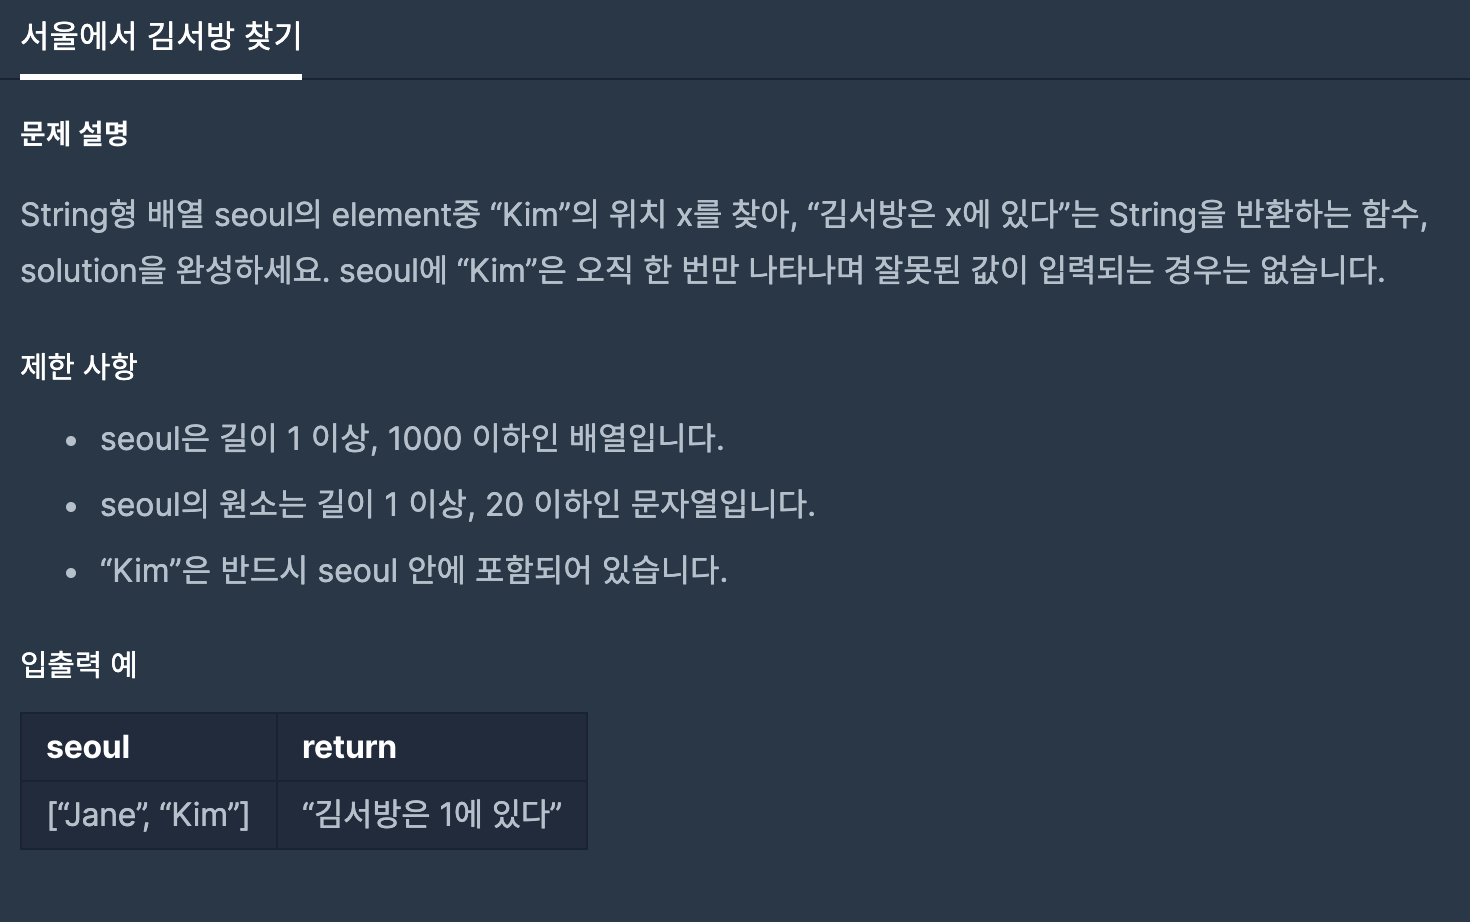 서울에서 김서방 찾기
문제 설명
String형 배열 seoul의 element중 “Kim”의 위치 x를 찾아, “김서방은 x에 있다”는 String을 반환하는 함수,
solution을 완성하세요. seoul에 “Kim”은 오직 한 번만 나타나며 잘못된 값이 입력되는 경우는 없습니다.
제한 사항
• seoul은 길이 1 이상, 1000 이하인 배열입니다.
• seoul의 원소는 길이 1 이상, 20 이하인 문자열입니다.
• “Kim”은 반드시 seoul 안에 포함되어 있습니다.
입출력 예
seoul return
[“Jane”, “Kim”] “김서방은 1에 있다”